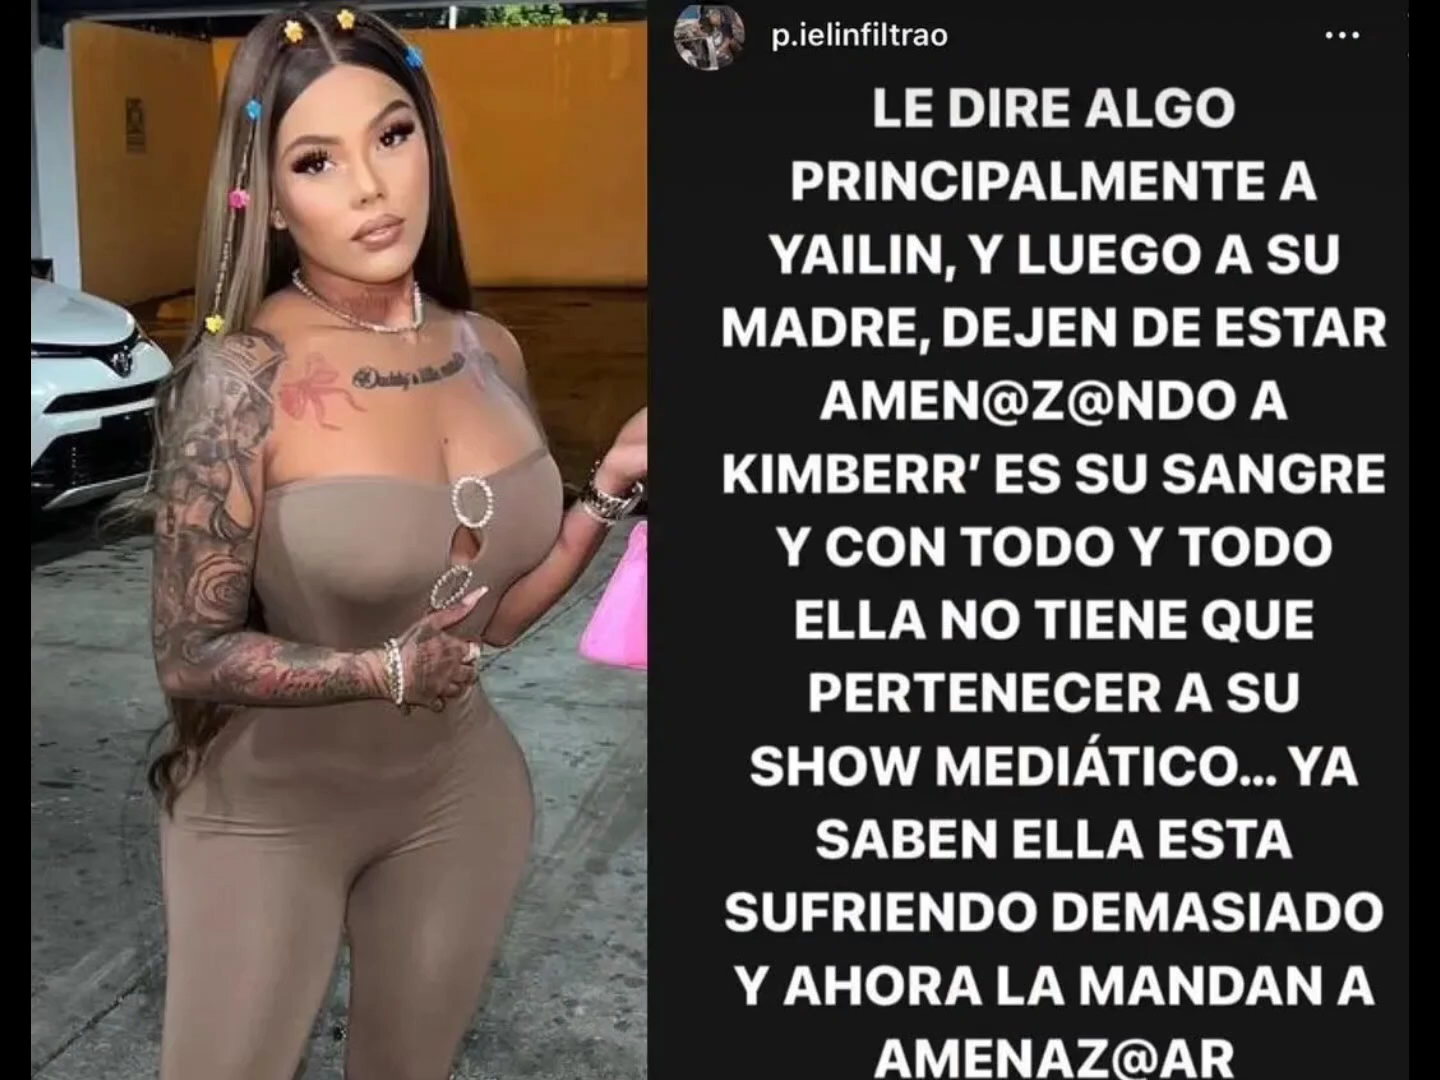 p.ielinfiltrao
LE DIRE ALGO
PRINCIPALMENTE A
YAILIN, Y LUEGO A SU
MADRE, DEJEN DE ESTAR
AMEN@Z@NDO A
KIMBERR' ES SU SANGRE
Y CON TODO Y TODO
ELLA NO TIENE QUE
PERTENECER A SU
SHOW MEDIÁTICO... YA
SABEN ELLA ESTA
SUFRIENDO DEMASIADO
Y AHORA LA MANDAN A
AMENAZ@AR
Daddy's little